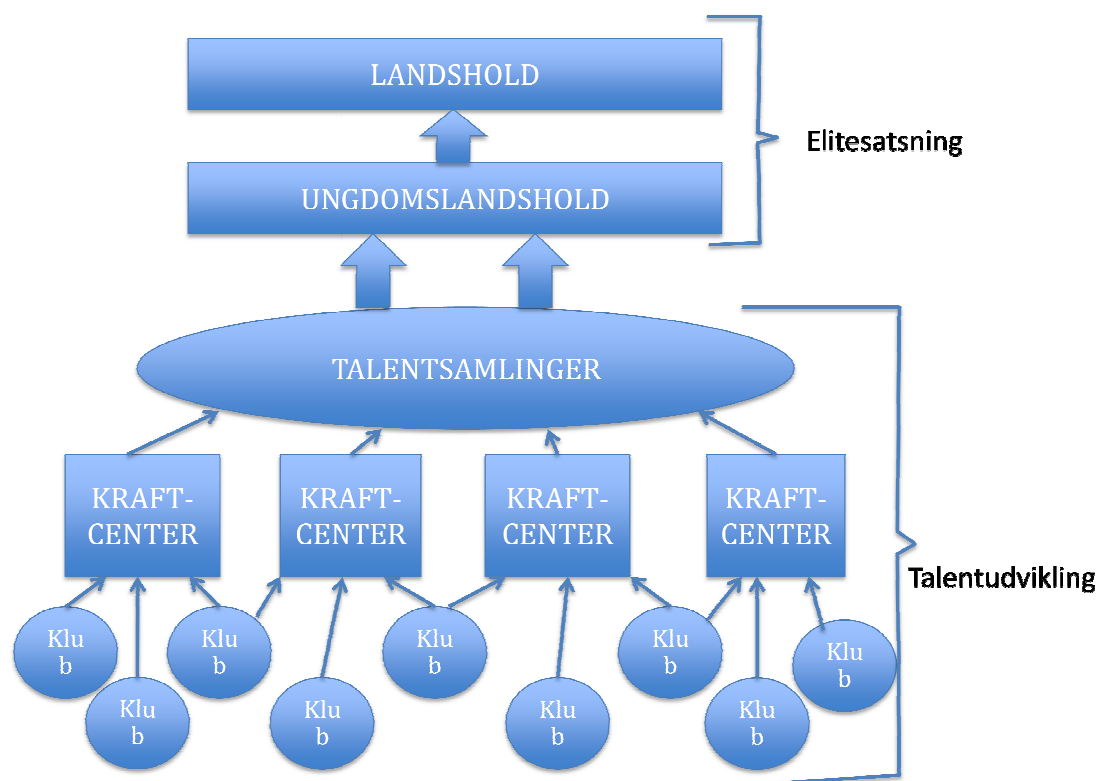 LANDSHOLD
Elitesatsning
UNGDOMSLANDSHOLD
TALENTSAMLINGER
KRAFT-
CENTER
KRAFT-
CENTER
KRAFT-
CENTER
KRAFT-
CENTER
Talentudvikling
Klu
b
Klu
b
Klu
b
Klu
b
Klu
b
Klu
b
Klu
b
Klu
b
Klu
b